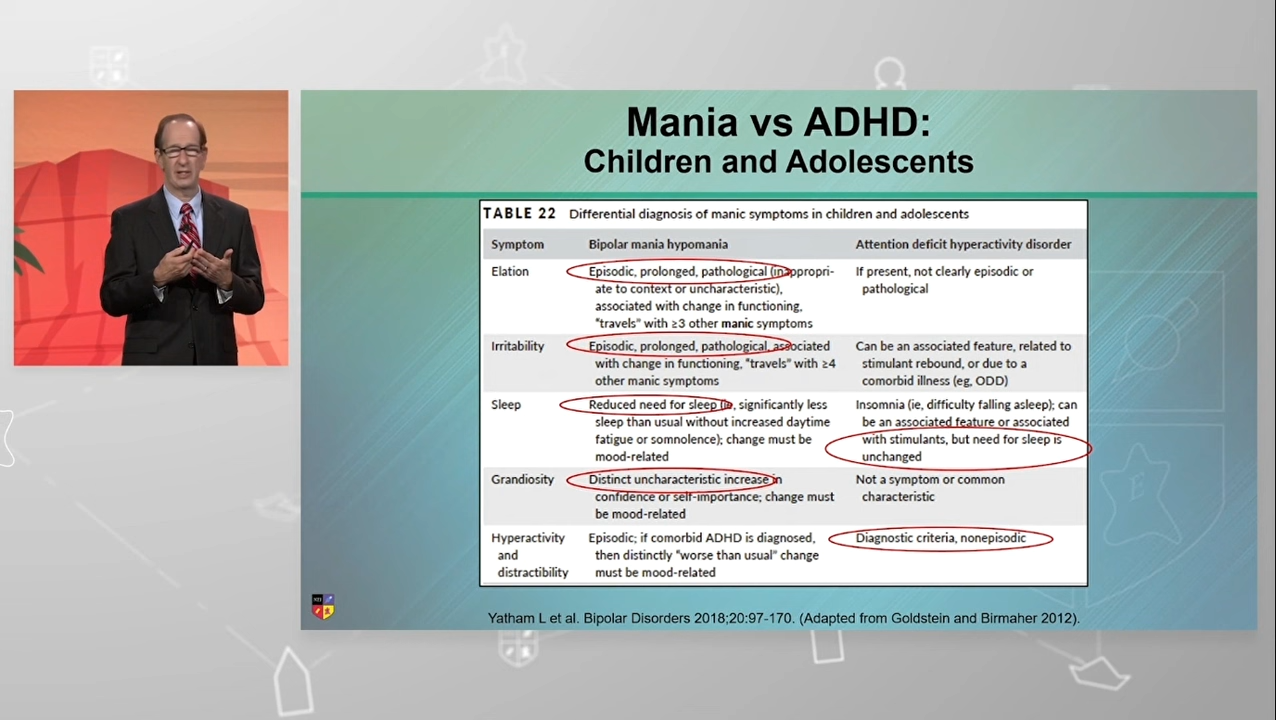 Mania vs ADHD:
Children and Adolescents
TABLE 22 Differential diagnosis of manic symptoms in children and adolescents
Symptom Bipolar mania hypomania Attention deficit hyperactivity disorder
Elation Episodic, prolonged, pathological (inappropri- If present, not clearly episodic or
ate to context or uncharacteristic), pathological
associated with change in functioning,
"travels" with ≥3 other manic symptoms
Irritability Episodic, prolonged, pathological, associated Can be an associated feature, related to
with change in functioning, "travels" with ≥4 stimulant rebound, or due to a
other manic symptoms comorbid illness (eg, ODD)
Sleep Reduced need for sleep (ie, significantly less Insomnia (ie, difficulty falling asleep); can
sleep than usual without increased daytime be an associated feature or associated
fatigue or somnolence); change must be with stimulants, but need for sleep is
mood-related unchanged
Grandiosity Distinct uncharacteristic increase in Not a symptom or common
confidence or self-importance; change must characteristic
be mood-related
Hyperactivity Episodic; if comorbid ADHD is diagnosed, Diagnostic criteria, nonepisodic
and then distinctly "worse than usual" change
distractibility must be mood-related
Yatham L et al. Bipolar Disorders 2018;20:97-170. (Adapted from Goldstein and Birmaher 2012).